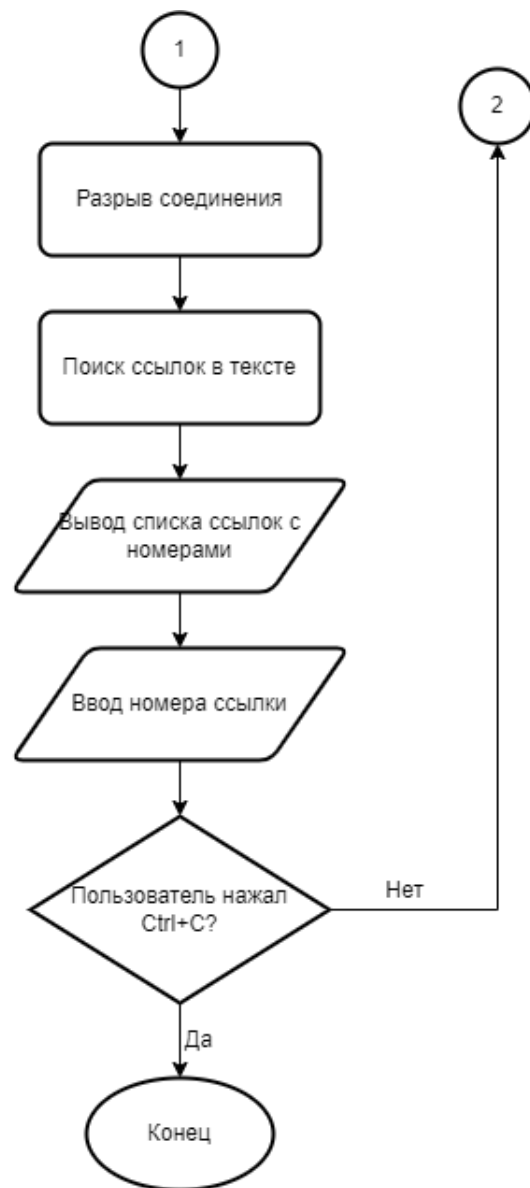 1
2
Разрыв соединения
Поиск ссылок в тексте
Вывод списка ссылок с
номерами
Ввод номера ссылки
Пользователь нажал
Ctrl+C?
Нет
Да
Конец